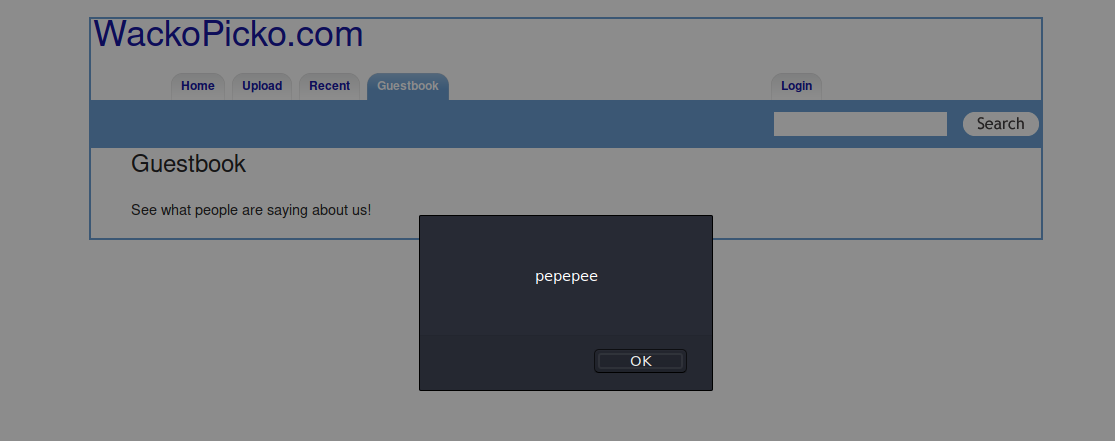 WackoPicko.com
Home Upload Recent Guestbook Login
Search
Guestbook
See what people are saying about us!
pepepee
OK